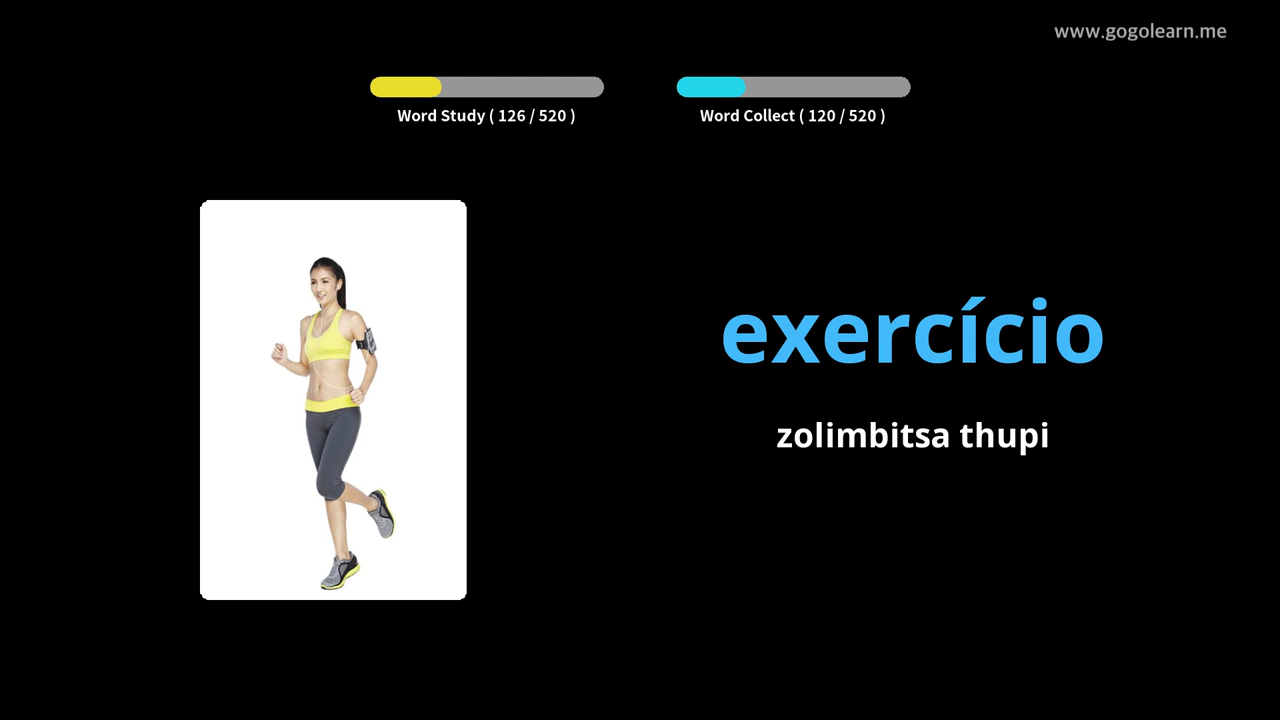 www.gogolearn.me
Word Study ( 126 / 520 )
Word Collect ( 120 / 520 )
exercício
zolimbitsa thupi